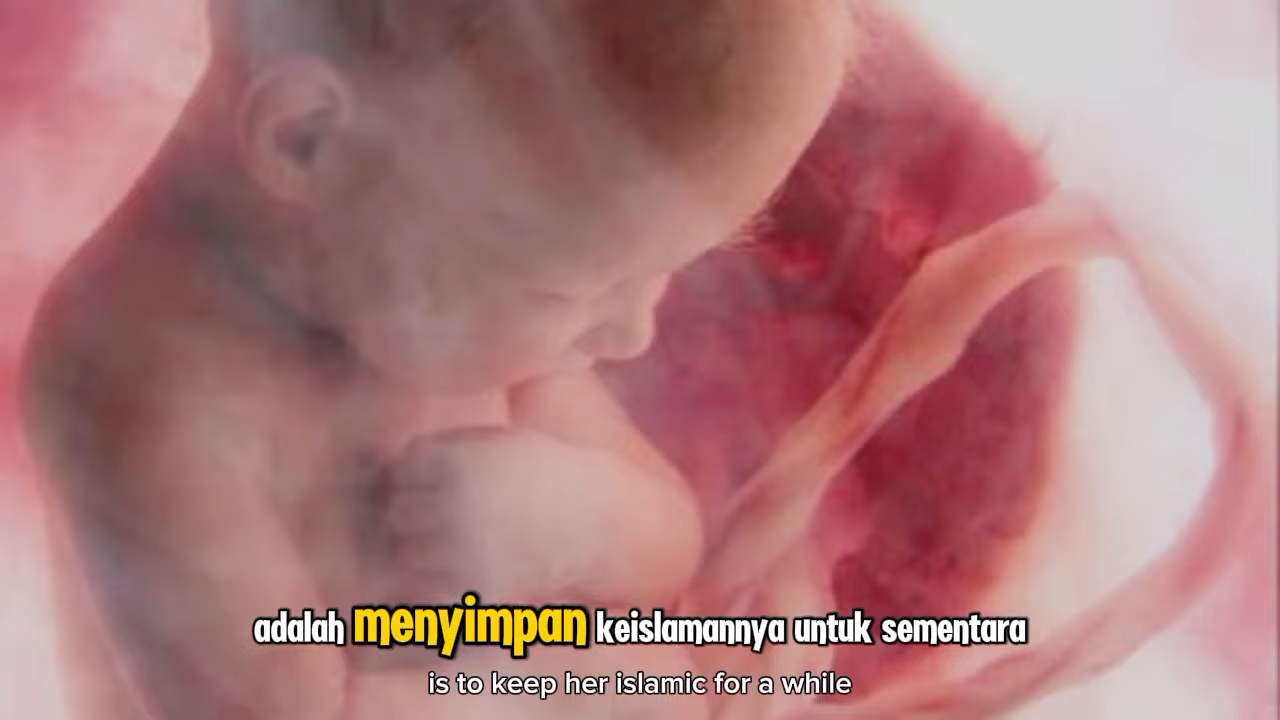 adalah menyimpan keislamannya untuk sementara
is to keep her islamic for a while